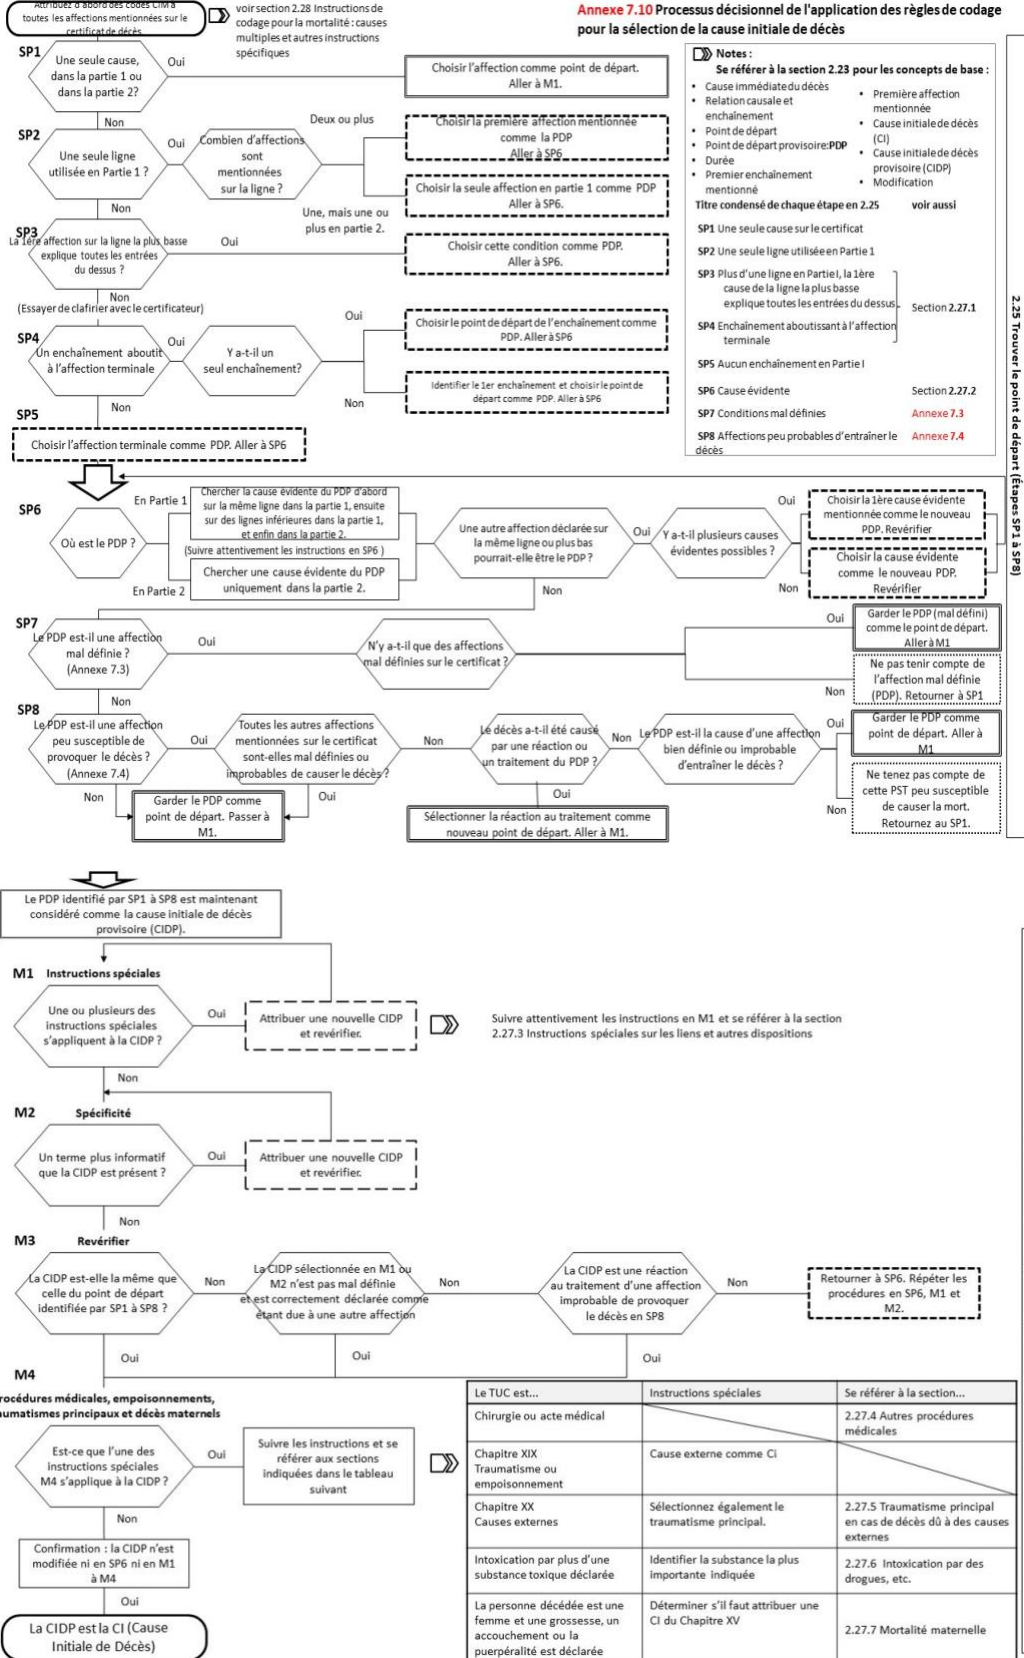 Attribuez d'abord des codes CIM à
toutes les affections mentionnées sur le
certificat de décès
voir section 2.28 Instructions de
codage pour la mortalité : causes
multiples et autres instructions
spécifiques
Annexe 7.10 Processus décisionnel de l'application des règles de codage
pour la sélection de la cause initiale de décès
SP1
Une seule cause,
dans la partie 1 ou
dans la partie 2?
Oui
Choisir l'affection comme point de départ.
Aller à M1.
Non
SP2
Une seule ligne
utilisée en Partie 1 ?
Oui
Combien d'affections
sont
mentionnées
sur la ligne ?
Deux ou plus
Choisir la première affection mentionnée
comme la PDP
Aller à SP6
Choisir la seule affection en partie 1 comme PDP
Aller à SP6.
Une, mais une ou
plus en partie 2.
Non
SP3
La 1ère affection sur la ligne la plus basse
explique toutes les entrées
du dessus ?
Oui
Choisir cette condition comme PDP.
Aller à SP6.
Non
(Essayer de clafirier avec le certificateur)
SP4
Un enchaînement aboutit
à l'affection terminale
Oui
Y a-t-il un
seul enchaînement?
Oui
Choisir le point de départ de l'enchaînement comme
PDP. Aller à SP6
Non
Identifier le 1er enchaînement et choisir le point de
départ comme PDP. Aller à SP6
Non
SP5
Choisir l'affection terminale comme PDP. Aller à SP6
Notes :
Se référer à la section 2.23 pour les concepts de base :
• Cause immédiate du décès
• Relation causale et
enchaînement
• Point de départ
• Point de départ provisoire:PDP
• Durée
• Premier enchaînement
mentionné
• Première affection
mentionnée
• Cause initiale de décès
(CI)
• Cause initiale de décès
provisoire (CIDP)
• Modification
Titre condensé de chaque étape en 2.25 voir aussi
SP1 Une seule cause sur le certificat
SP2 Une seule ligne utilisée en Partie 1
SP3 Plus d'une ligne en Partie I, la 1ère
cause de la ligne la plus basse
explique toutes les entrées du dessus
SP4 Enchaînement aboutissant à l'affection
terminale
Section 2.27.1
SP5 Aucun enchaînement en Partie I
SP6 Cause évidente Section 2.27.2
SP7 Conditions mal définies Annexe 7.3
SP8 Affections peu probables d'entraîner le
décès
Annexe 7.4
2.25 Trouver le point de départ (Étapes SP1 à SP8)
SP6
Où est le PDP ?
En Partie 1
Chercher la cause évidente du PDP d'abord
sur la même ligne dans la partie 1, ensuite
sur des lignes inférieures dans la partie 1,
et enfin dans la partie 2.
(Suivre attentivement les instructions en SP6 )
Chercher une cause évidente du PDP
uniquement dans la partie 2.
En Partie 2
Une autre affection déclarée sur
la même ligne ou plus bas
pourrait-elle être le PDP ?
Oui
Y a-t-il plusieurs causes
évidentes possibles ?
Oui
Choisir la 1ère cause évidente
mentionnée comme le nouveau
PDP. Revérifier
Non
Choisir la cause évidente
comme le nouveau PDP.
Revérifier
Non
SP7
Le PDP est-il une affection
mal définie ?
(Annexe 7.3)
Oui
N'y a-t-il que des affections
mal définies sur le certificat ?
Oui
Garder le PDP (mal défini)
comme le point de départ.
Aller à M1
Non
Ne pas tenir compte de
l'affection mal définie
(PDP). Retourner à SP1
Non
SP8
Le PDP est-il une affection
peu susceptible de
provoquer le décès ?
(Annexe 7.4)
Oui
Toutes les autres affections
mentionnées sur le certificat
sont-elles mal définies ou
improbables de causer le décès ?
Non
Le décès a-t-il été causé
par une réaction ou
un traitement du PDP ?
Non
Le PDP est-il la cause d'une affection
bien définie ou improbable
d'entraîner le décès ?
Oui
Garder le PDP comme
point de départ. Aller à
M1
Non
Ne tenez pas compte de
cette PST peu susceptible
de causer la mort.
Retournez au SP1.
Non
Oui
Garder le PDP comme
point de départ. Passer à
M1.
Oui
Sélectionner la réaction au traitement comme
nouveau point de départ. Aller à M1.
Le PDP identifié par SP1 à SP8 est maintenant
considéré comme la cause initiale de décès
provisoire (CIDP).
M1 Instructions spéciales
Une ou plusieurs des
instructions spéciales
s'appliquent à la CIDP ?
Oui
Attribuer une nouvelle CIDP
et revérifier.
Suivre attentivement les instructions en M1 et se référer à la section
2.27.3 Instructions spéciales sur les liens et autres dispositions
Non
M2 Spécificité
Un terme plus informatif
que la CIDP est présent ?
Oui
Attribuer une nouvelle CIDP
et revérifier.
Non
M3 Revérifier
La CIDP est-elle la même que
celle du point de départ
identifiée par SP1 à SP8 ?
Non
La CIDP sélectionnée en M1 ou
M2 n'est pas mal définie
et est correctement déclarée comme
étant due à une autre affection
Non
La CIDP est une réaction
au traitement d'une affection
improbable de provoquer
le décès en SP8
Non
Retourner à SP6. Répéter les
procédures en SP6, M1 et
M2.
Oui
Oui
Oui
M4
rocédures médicales, empoisonnements,
aumatismes principaux et décès maternels
Est-ce que l'une des
instructions spéciales
M4 s'applique à la CIDP ?
Oui
Suivre les instructions et se
référer aux sections
indiquées dans le tableau
suivant
Non
Confirmation : la CIDP n'est
modifiée ni en SP6 ni en M1
à M4
Oui
La CIDP est la CI (Cause
Initiale de Décès)
Le TUC est... Instructions spéciales Se référer à la section...
Chirurgie ou acte médical
2.27.4 Autres procédures
médicales
Chapitre XIX
Traumatisme ou
empoisonnement
Cause externe comme Ci
Chapitre XX
Causes externes
Sélectionnez également le
traumatisme principal.
2.27.5 Traumatisme principal
en cas de décès dû à des causes
externes
Intoxication par plus d'une
substance toxique déclarée
Identifier la substance la plus
importante indiquée
2.27.6 Intoxication par des
drogues, etc.
La personne décédée est une
femme et une grossesse, un
accouchement ou la
puerpéralité est déclarée
Déterminer s'il faut attribuer une
CI du Chapitre XV
2.27.7 Mortalité maternelle